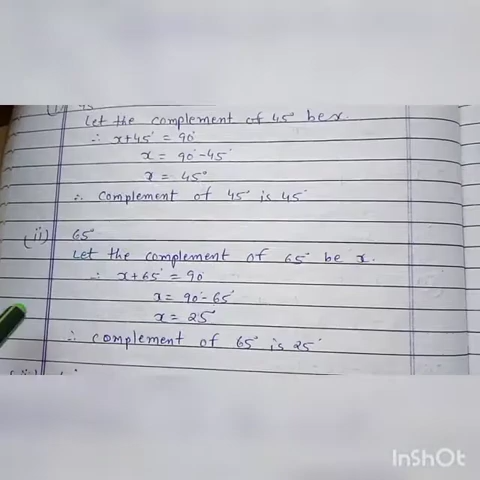 (i) 45°
Let the complement of 45° be x.
∴ x+45° = 90°
x = 90°-45°
x = 45°
∴ complement of 45° is 45°
(ii) 65°
Let the complement of 65° be x.
∴ x+65° = 90°
x = 90°-65°
x = 25°
∴ complement of 65° is 25°
InShOt